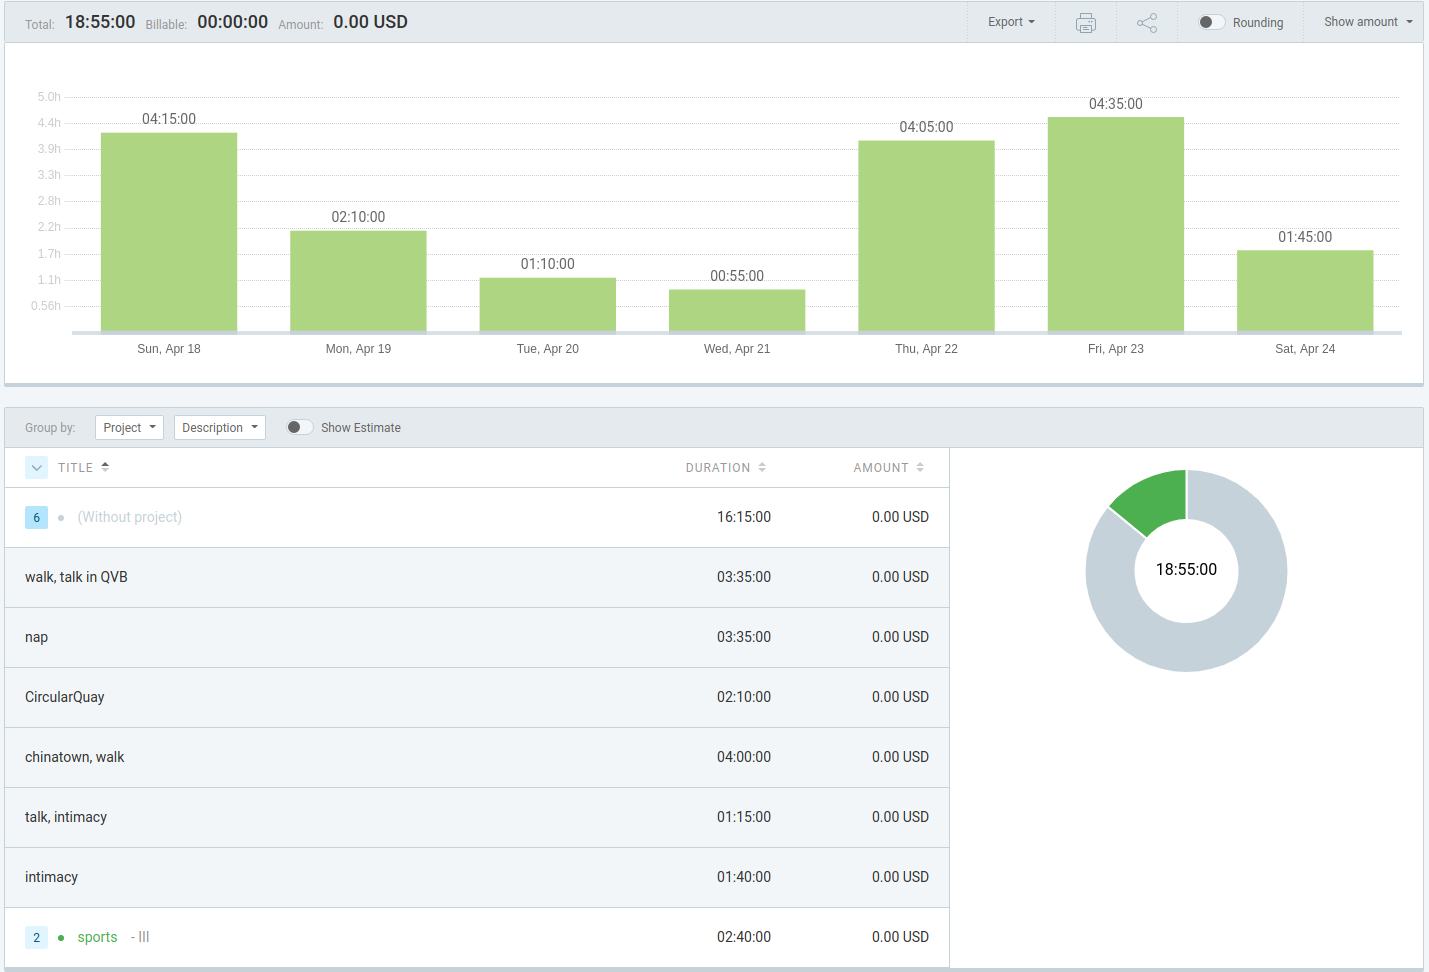 Total: 18:55:00 Billable: 00:00:00 Amount: 0.00 USD Export Rounding Show amount
5.0h
4.4h
3.9h
3.3h
2.8h
2.2h
1.7h
1.1h
0.56h
04:15:00
02:10:00
01:10:00
00:55:00
04:05:00
04:35:00
01:45:00
Sun, Apr 18 Mon, Apr 19 Tue, Apr 20 Wed, Apr 21 Thu, Apr 22 Fri, Apr 23 Sat, Apr 24
Group by: Project Description Show Estimate
TITLE DURATION AMOUNT
6 (Without project) 16:15:00 0.00 USD
walk, talk in QVB 03:35:00 0.00 USD
nap 03:35:00 0.00 USD
CircularQuay 02:10:00 0.00 USD
chinatown, walk 04:00:00 0.00 USD
talk, intimacy 01:15:00 0.00 USD
intimacy 01:40:00 0.00 USD
2 sports - III 02:40:00 0.00 USD
18:55:00